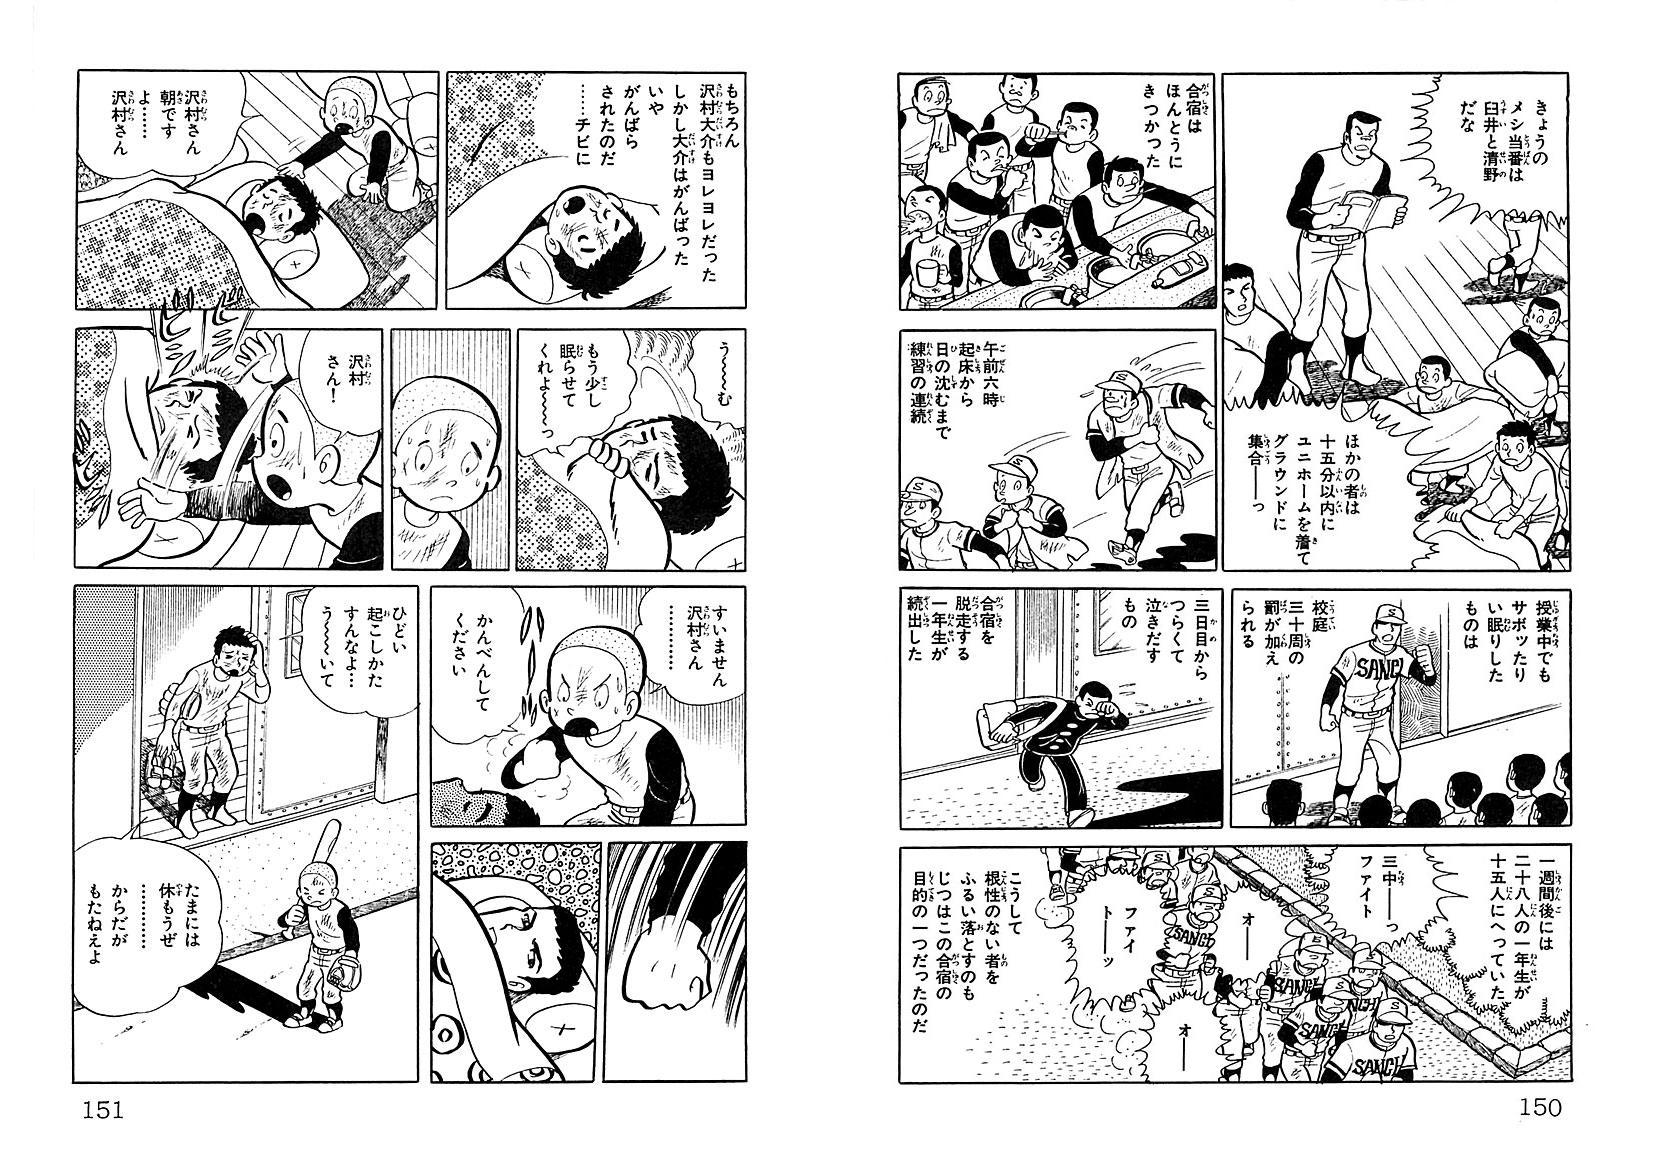 きょうの
メシ当番は
臼井と清野
だな
ほかの者は
十五分以内に
ユニホームを着て
グラウンドに
集合――っ
合宿は
ほんとうに
きつかった
午前六時
起床から
日の沈むまで
練習の連続
授業中でも
サボッたり
い眠りした
ものは
校庭
三十周の
罰が加え
られる
SANCH
三日目から
つらくて
泣きだす
もの
合宿を
脱走する
一年生が
続出した
一週間後には
二十八人の一年生が
十五人にへっていた
三中――っ
ファイト
オ――
ファイ
ト――ッ
オ――
こうして
根性のない者を
ふるい落とすのも
じつはこの合宿の
目的の一つだったのだ
SANCH
SANCH
SANCH
SANCH
SANCH
150
もちろん
沢村大介もヨレヨレだった
しかし大介はがんばった
いや
がんばら
されたのだ
……チビに
沢村さん
朝です
よ……
沢村さん
う～～む
もう少し
眠らせて
くれよ～～っ
沢村
さん！
ビビビ
すいません
沢村さん
…………
かんべんして
ください
ひどい
起こしかた
すんなよ…
う～～いて
たまには
休もうぜ
…………
からだが
もたねえよ
151